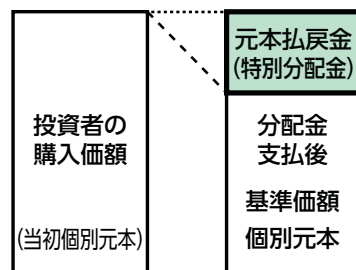 投資者の
購入価額
(当初個別元本)
元本払戻金
(特別分配金)
分配金
支払後
基準価額
個別元本